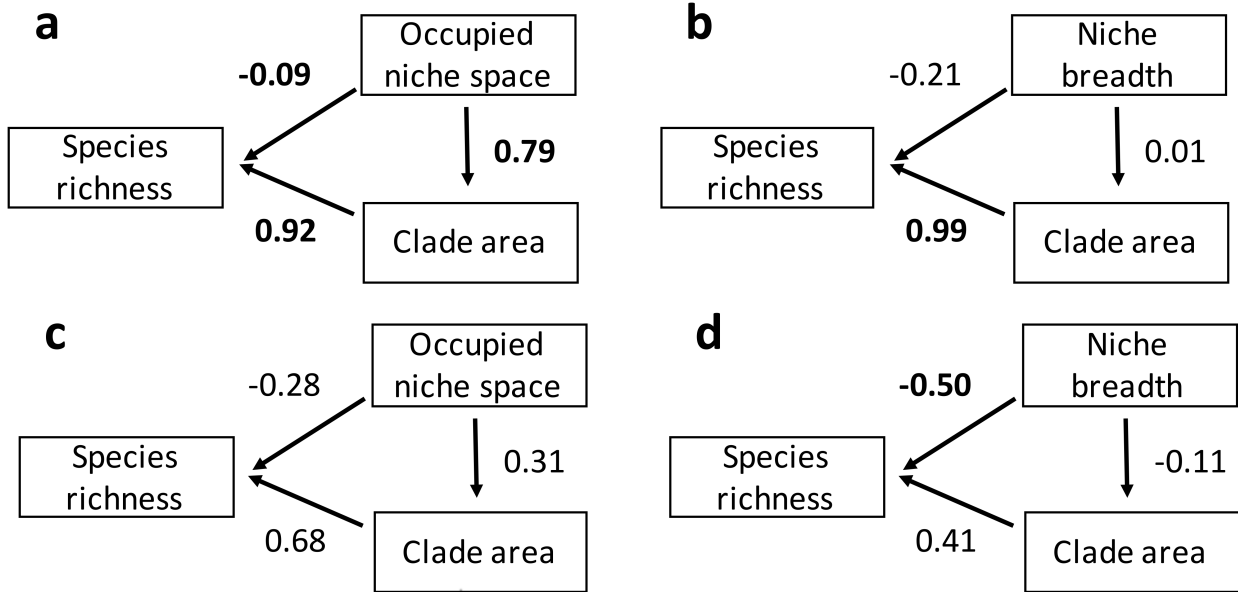 a
Occupied
niche space
-0.09
Species
richness
0.79
0.92
Clade area
b
Niche
breadth
-0.21
Species
richness
0.01
0.99
Clade area
c
Occupied
niche space
-0.28
Species
richness
0.31
0.68
Clade area
d
Niche
breadth
-0.50
Species
richness
-0.11
0.41
Clade area